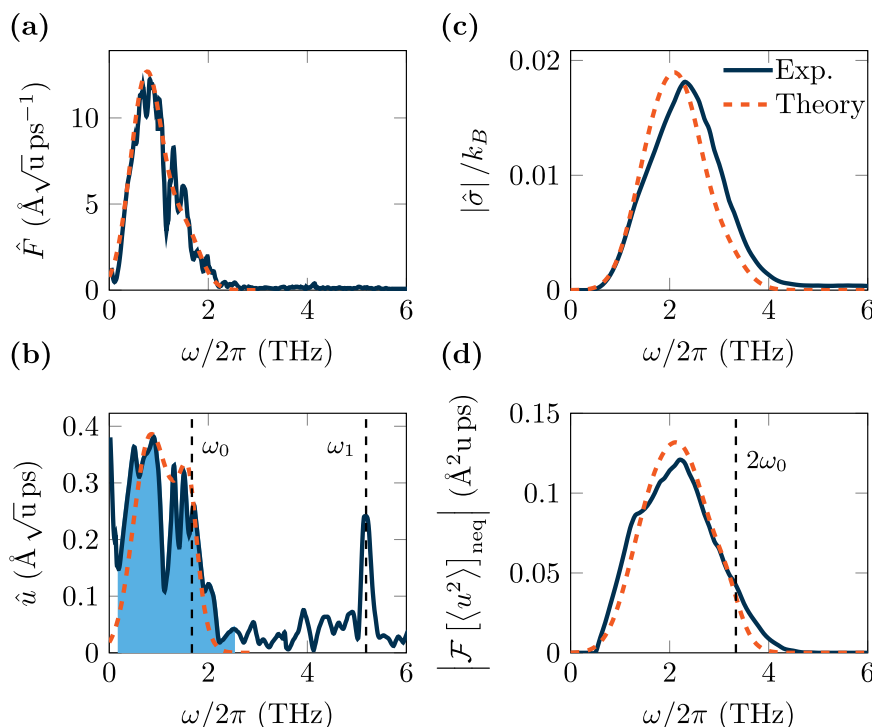 (a)
F̂ (Å√u ps⁻¹)
10
5
0
0 2 4 6
ω/2π (THz)
(c)
|σ̂|/k_B
0.02
0.01
0
Exp.
Theory
0 2 4 6
ω/2π (THz)
(b)
û (Å √u ps)
0.4
0.3
0.2
0.1
0
ω₀
ω₁
0 2 4 6
ω/2π (THz)
(d)
|𝓕 [⟨u²⟩]_neq| (Å²u ps)
0.15
0.10
0.05
0
2ω₀
0 2 4 6
ω/2π (THz)